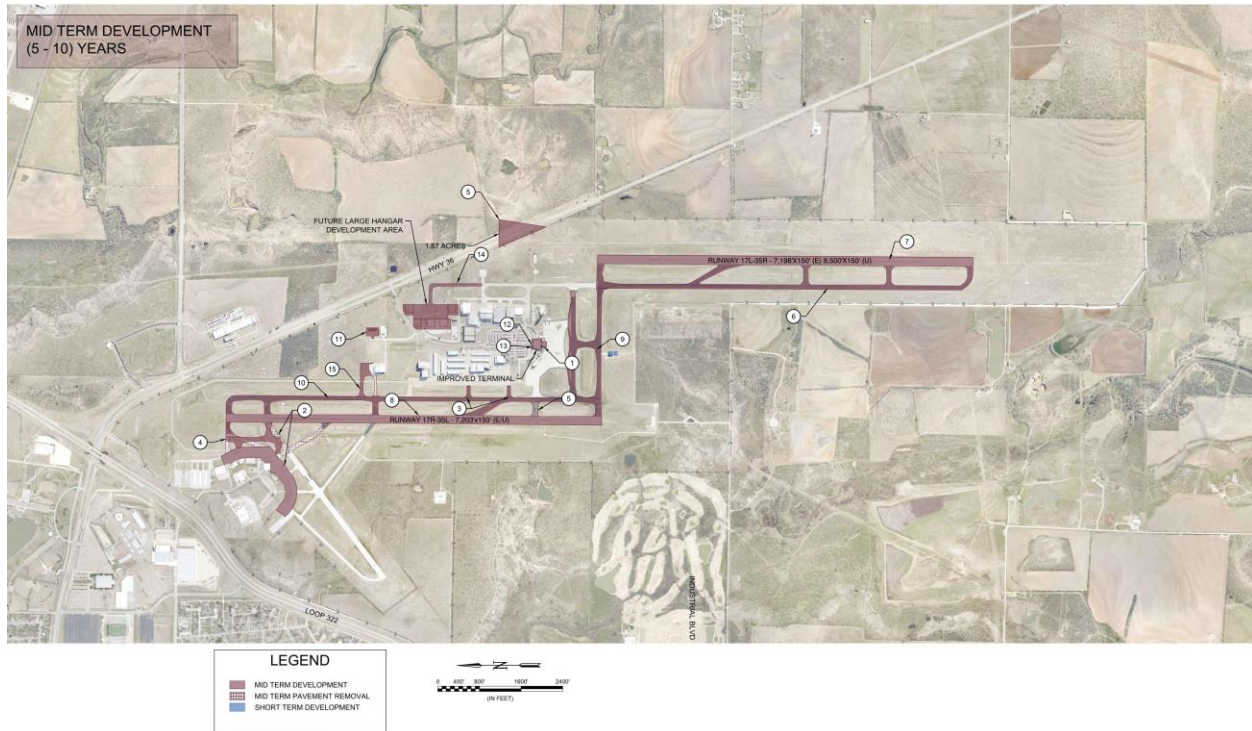 MID TERM DEVELOPMENT
(5 - 10) YEARS
5
FUTURE LARGE HANGAR
DEVELOPMENT AREA
1.87 ACRES
HWY 36
14
7
RUNWAY 17L-35R - 7,198'X150' (E) 8,500'X150' (U)
6
12
11
13
9
1
IMPROVED TERMINAL
15
10
8
3
5
2
RUNWAY 17R-35L - 7,203'X150' (E/U)
4
LOOP 322
INDUSTRIAL BLVD
LEGEND
MID TERM DEVELOPMENT
MID TERM PAVEMENT REMOVAL
SHORT TERM DEVELOPMENT
N
0 400' 800' 1600' 2400'
(IN FEET)